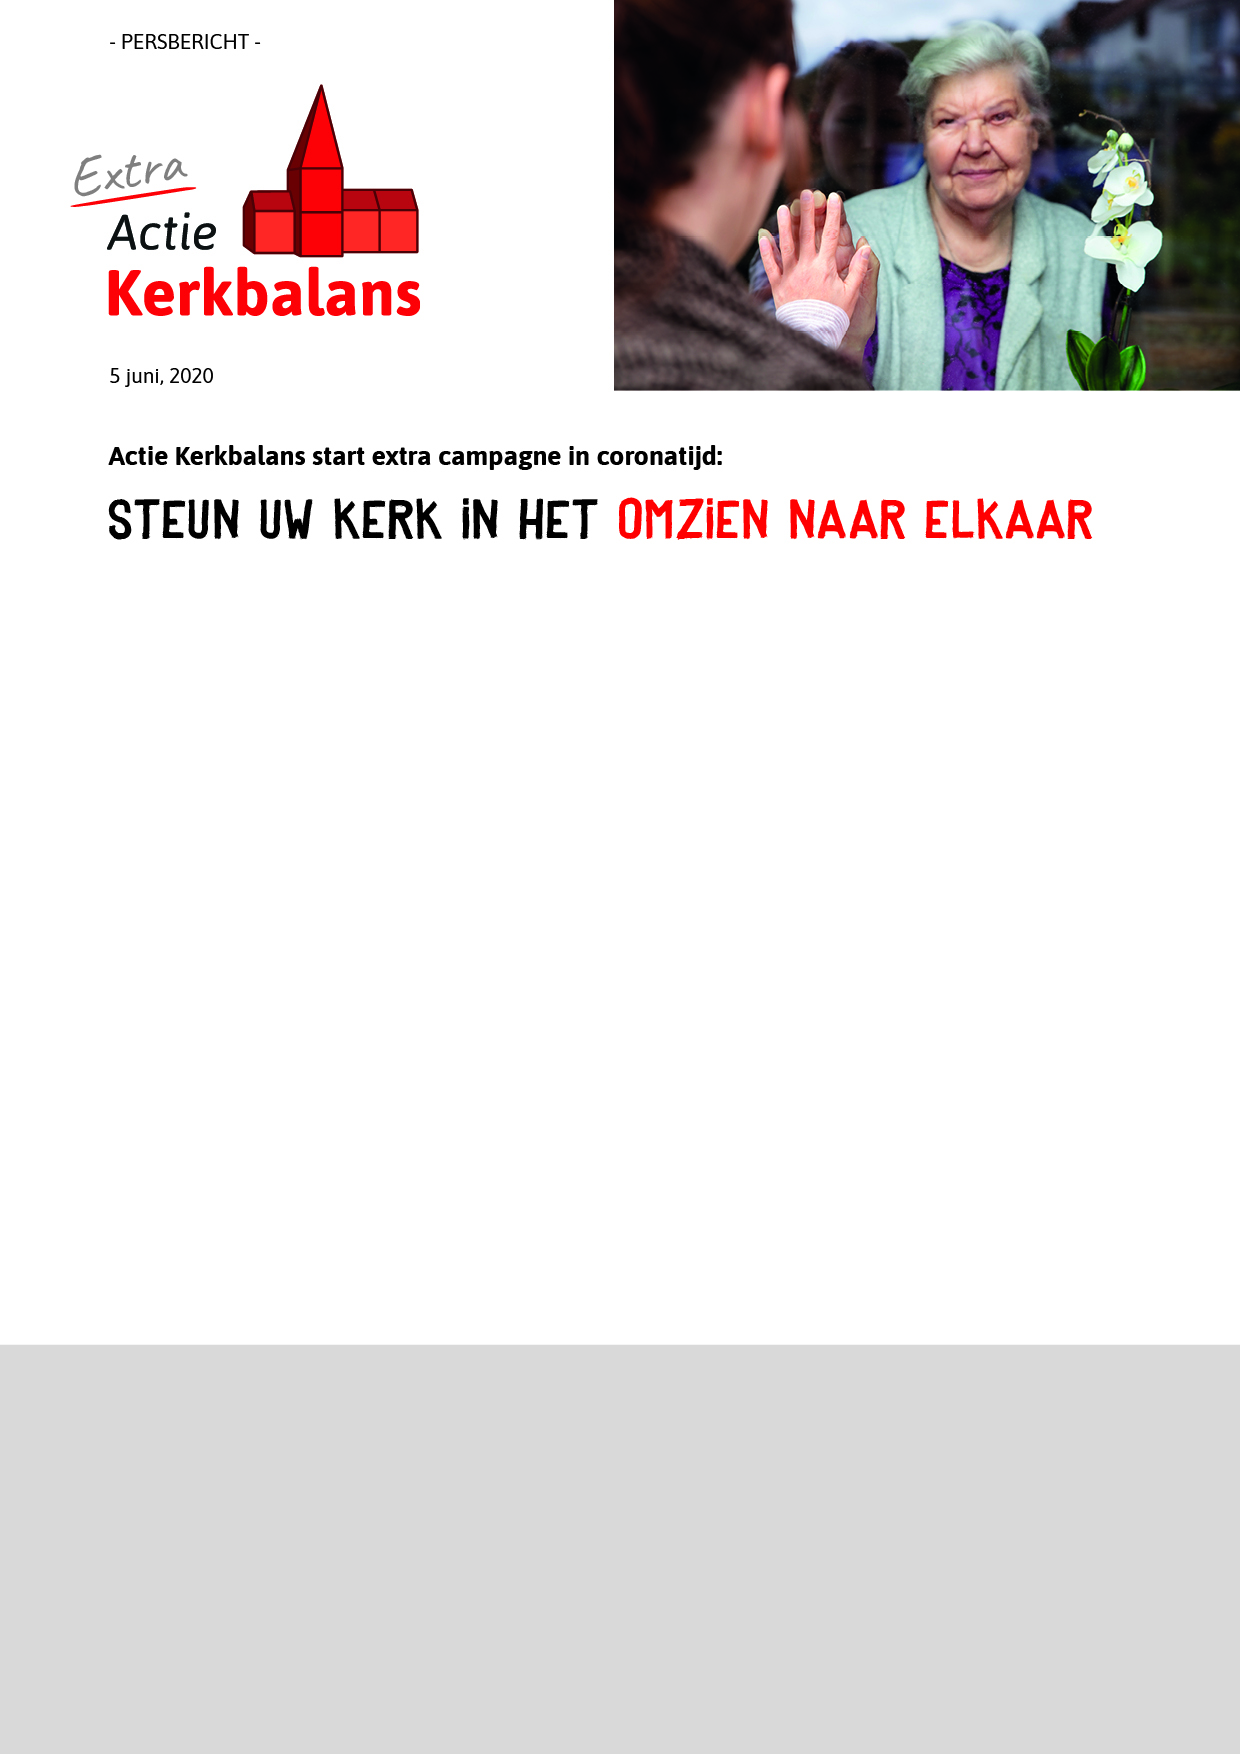 - PERSBERICHT -
Extra
Actie
Kerkbalans
5 juni, 2020
Actie Kerkbalans start extra campagne in coronatijd:
STEUN UW KERK iN HET OMZiEN NAAR ELKAAR